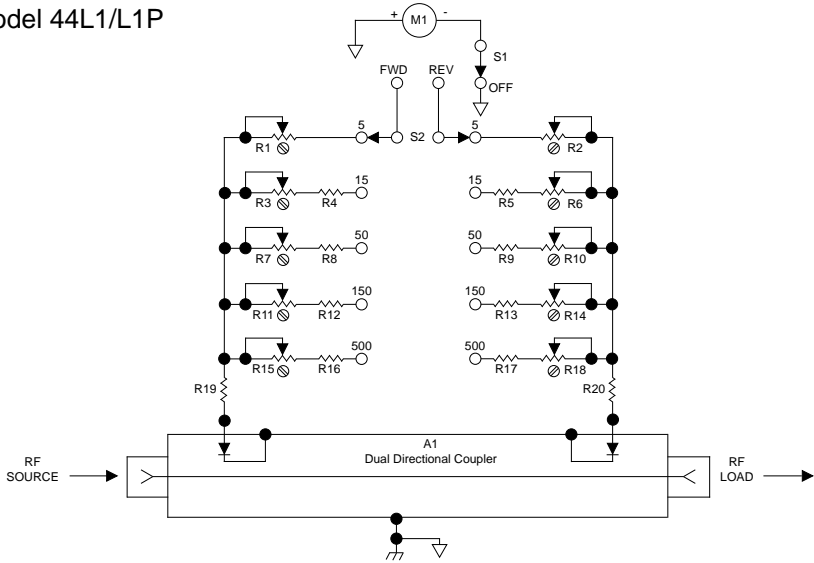 odel 44L1/L1P
+ M1 -
S1
FWD REV
OFF
5 S2 5
R1 R2
15 15
R3 R4 R5 R6
50 50
R7 R8 R9 R10
150 150
R11 R12 R13 R14
500 500
R15 R16 R17 R18
R19 R20
A1
Dual Directional Coupler
RF
SOURCE
RF
LOAD